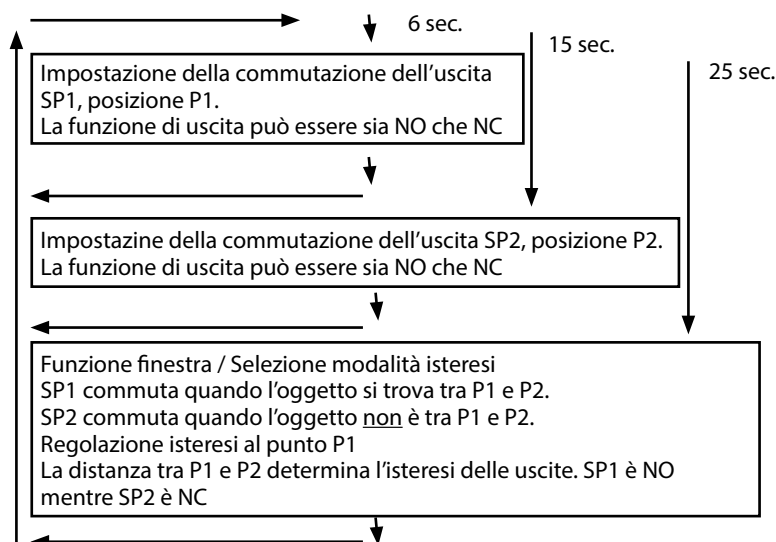 6 sec.
15 sec.
25 sec.
Impostazione della commutazione dell'uscita
SP1, posizione P1.
La funzione di uscita può essere sia NO che NC
Impostazine della commutazione dell'uscita SP2, posizione P2.
La funzione di uscita può essere sia NO che NC
Funzione finestra / Selezione modalità isteresi
SP1 commuta quando l'oggetto si trova tra P1 e P2.
SP2 commuta quando l'oggetto non è tra P1 e P2.
Regolazione isteresi al punto P1
La distanza tra P1 e P2 determina l'isteresi delle uscite. SP1 è NO
mentre SP2 è NC